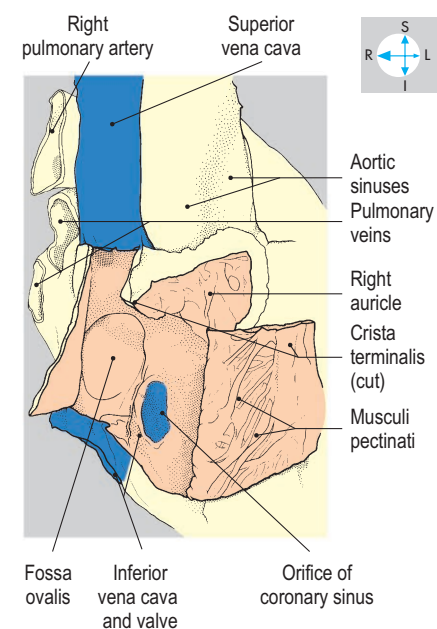 Right
pulmonary artery
Superior
vena cava
S
R
L
I
Aortic
sinuses
Pulmonary
veins
Right
auricle
Crista
terminalis
(cut)
Musculi
pectinati
Fossa
ovalis
Inferior
vena cava
and valve
Orifice of
coronary sinus